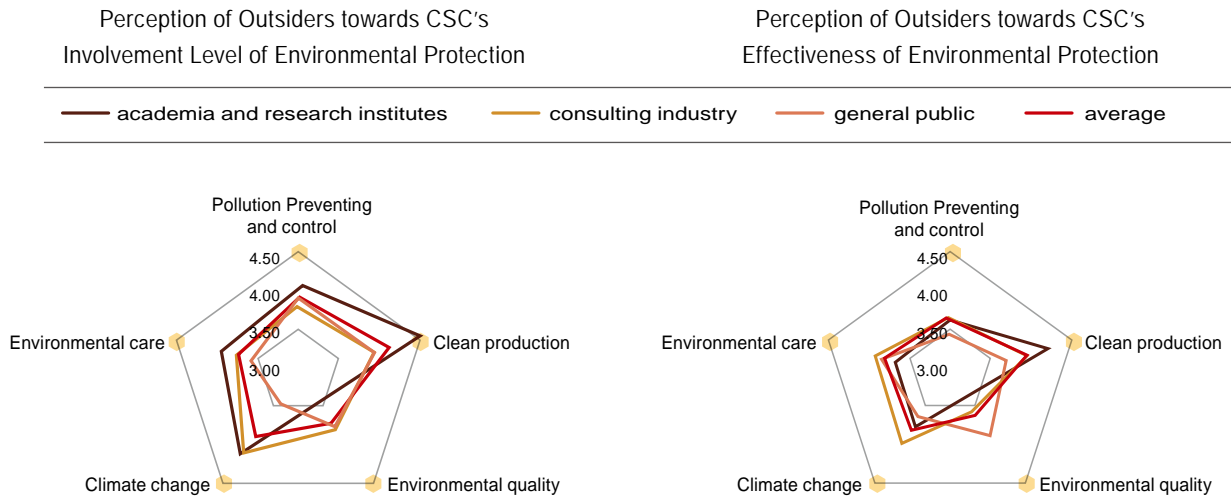 Perception of Outsiders towards CSC's
Involvement Level of Environmental Protection
Perception of Outsiders towards CSC's
Effectiveness of Environmental Protection
academia and research institutes
consulting industry
general public
average
Pollution Preventing
and control
4.50
4.00
3.50
3.00
Environmental care
Clean production
Climate change
Environmental quality
Pollution Preventing
and control
4.50
4.00
3.50
3.00
Environmental care
Clean production
Climate change
Environmental quality